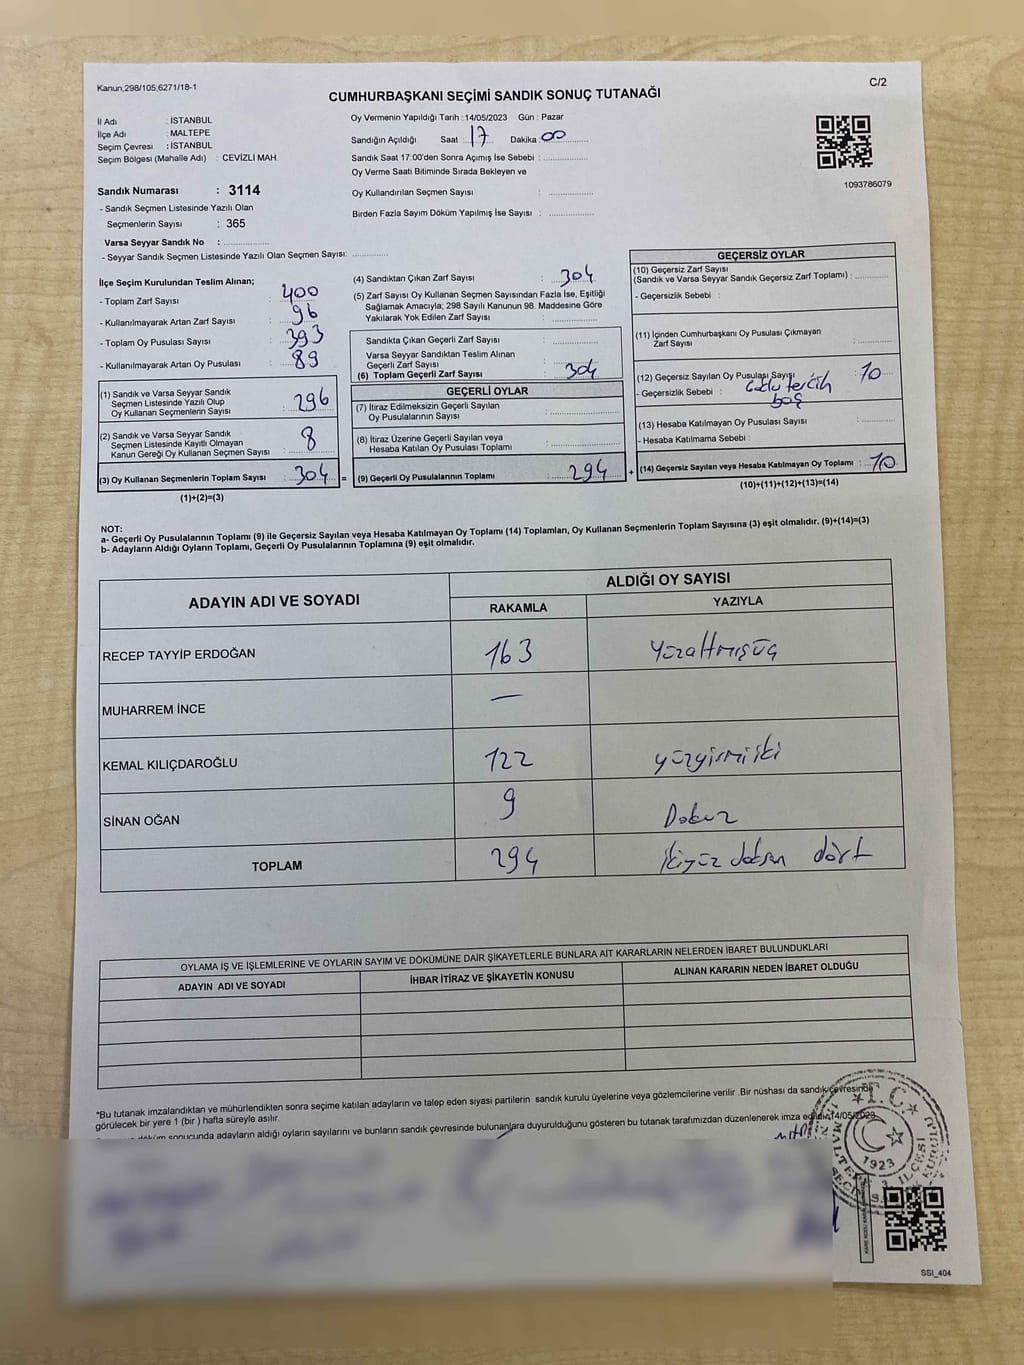 Kanun,298/105,6271/18-1
C/2
CUMHURBAŞKANI SEÇİMİ SANDIK SONUÇ TUTANAĞI
İl Adı : İSTANBUL
İlçe Adı : MALTEPE
Seçim Çevresi : İSTANBUL
Seçim Bölgesi (Mahalle Adı) : CEVİZLİ MAH.
Sandık Numarası : 3114
- Sandık Seçmen Listesinde Yazılı Olan
Seçmenlerin Sayısı : 365
Varsa Seyyar Sandık No :
- Seyyar Sandık Seçmen Listesinde Yazılı Olan Seçmen Sayısı:
Oy Vermenin Yapıldığı Tarih : 14/05/2023 Gün : Pazar
Sandığın Açıldığı Saat : 17 Dakika : 00
Sandık Saat 17:00'den Sonra Açımış İse Sebebi :
Oy Verme Saati Bitiminde Sırada Bekleyen ve
Oy Kullandırılan Seçmen Sayısı :
Birden Fazla Sayım Döküm Yapılmış İse Sayısı :
1093786079
İlçe Seçim Kurulundan Teslim Alınan;
- Toplam Zarf Sayısı : 400
- Kullanılmayarak Artan Zarf Sayısı : 96
- Toplam Oy Pusulası Sayısı : 393
- Kullanılmayarak Artan Oy Pusulası : 89
(1) Sandık ve Varsa Seyyar Sandık
Seçmen Listesinde Yazılı Olup
Oy Kullanan Seçmenlerin Sayısı : 296
(2) Sandık ve Varsa Seyyar Sandık
Seçmen Listesinde Kayıtlı Olmayan
Kanun Gereği Oy Kullanan Seçmen Sayısı : 8
(3) Oy Kullanan Seçmenlerin Toplam Sayısı : 304 =
(1)+(2)=(3)
(4) Sandıktan Çıkan Zarf Sayısı : 304
(5) Zarf Sayısı Oy Kullanan Seçmen Sayısından Fazla İse, Eşitliği
Sağlamak Amacıyla; 298 Sayılı Kanunun 98. Maddesine Göre
Yakılarak Yok Edilen Zarf Sayısı :
Sandıkta Çıkan Geçerli Zarf Sayısı :
Varsa Seyyar Sandıktan Teslim Alınan
Geçerli Zarf Sayısı :
(6) Toplam Geçerli Zarf Sayısı : 304
GEÇERLİ OYLAR
(7) İtiraz Edilmeksizin Geçerli Sayılan
Oy Pusulalarının Sayısı :
(8) İtiraz Üzerine Geçerli Sayılan veya
Hesaba Katılan Oy Pusulası Toplamı :
(9) Geçerli Oy Pusulalarının Toplamı : 294 +
GEÇERSİZ OYLAR
(10) Geçersiz Zarf Sayısı
(Sandık ve Varsa Seyyar Sandık Geçersiz Zarf Toplamı) :
- Geçersizlik Sebebi :
(11) İçinden Cumhurbaşkanı Oy Pusulası Çıkmayan
Zarf Sayısı :
(12) Geçersiz Sayılan Oy Pusulası Sayısı : 10
- Geçersizlik Sebebi : Çoklu tercih
boş
(13) Hesaba Katılmayan Oy Pusulası Sayısı :
- Hesaba Katılmama Sebebi :
(14) Geçersiz Sayılan veya Hesaba Katılmayan Oy Toplamı : 10
(10)+(11)+(12)+(13)=(14)
NOT:
a- Geçerli Oy Pusulalarının Toplamı (9) ile Geçersiz Sayılan veya Hesaba Katılmayan Oy Toplamı (14) Toplamları, Oy Kullanan Seçmenlerin Toplam Sayısına (3) eşit olmalıdır. (9)+(14)=(3)
b- Adayların Aldığı Oyların Toplamı, Geçerli Oy Pusulalarının Toplamına (9) eşit olmalıdır.
ADAYIN ADI VE SOYADI ALDIĞI OY SAYISI
RAKAMLA YAZIYLA
RECEP TAYYİP ERDOĞAN 163 Yüzaltmışüç
MUHARREM İNCE —
KEMAL KILIÇDAROĞLU 122 yüzyirmiiki
SİNAN OĞAN 9 Dokuz
TOPLAM 294 ikiyüz doksan dört
OYLAMA İŞ VE İŞLEMLERİNE VE OYLARIN SAYIM VE DÖKÜMÜNE DAİR ŞİKAYETLERLE BUNLARA AİT KARARLARIN NELERDEN İBARET BULUNDUKLARI
ADAYIN ADI VE SOYADI İHBAR İTİRAZ VE ŞİKAYETİN KONUSU ALINAN KARARIN NEDEN İBARET OLDUĞU
*Bu tutanak imzalandıktan ve mühürlendikten sonra seçime katılan adayların ve talep eden siyasi partilerin sandık kurulu üyelerine veya gözlemcilerine verilir. Bir nüshası da sandık çevresinde
görülecek bir yere 1 (bir) hafta süreyle asılır.
döküm sonucunda adayların aldığı oyların sayılarını ve bunların sandık çevresinde bulunanlara duyurulduğunu gösteren bu tutanak tarafımızdan düzenlenerek imza edildi. 14/05/2023
T.C.
1923
SSI_404